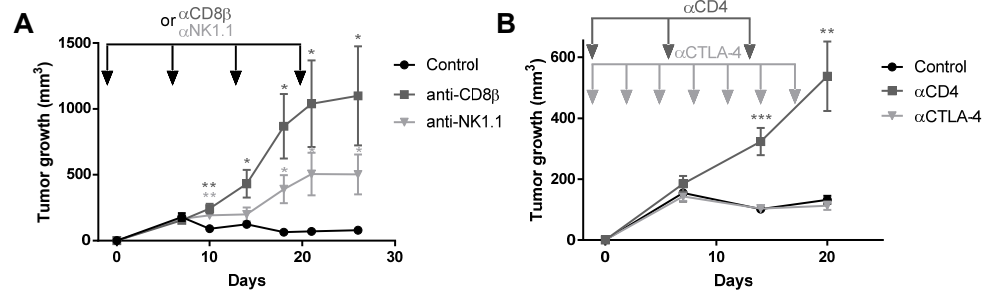 A
or αCD8β
αNK1.1
Tumor growth (mm³)
1500
1000
500
0
0 10 20 30
Days
** ** * * * * * * *
Control
anti-CD8β
anti-NK1.1
B
αCD4
αCTLA-4
Tumor growth (mm³)
600
400
200
0
0 10 20
Days
*** **
Control
αCD4
αCTLA-4